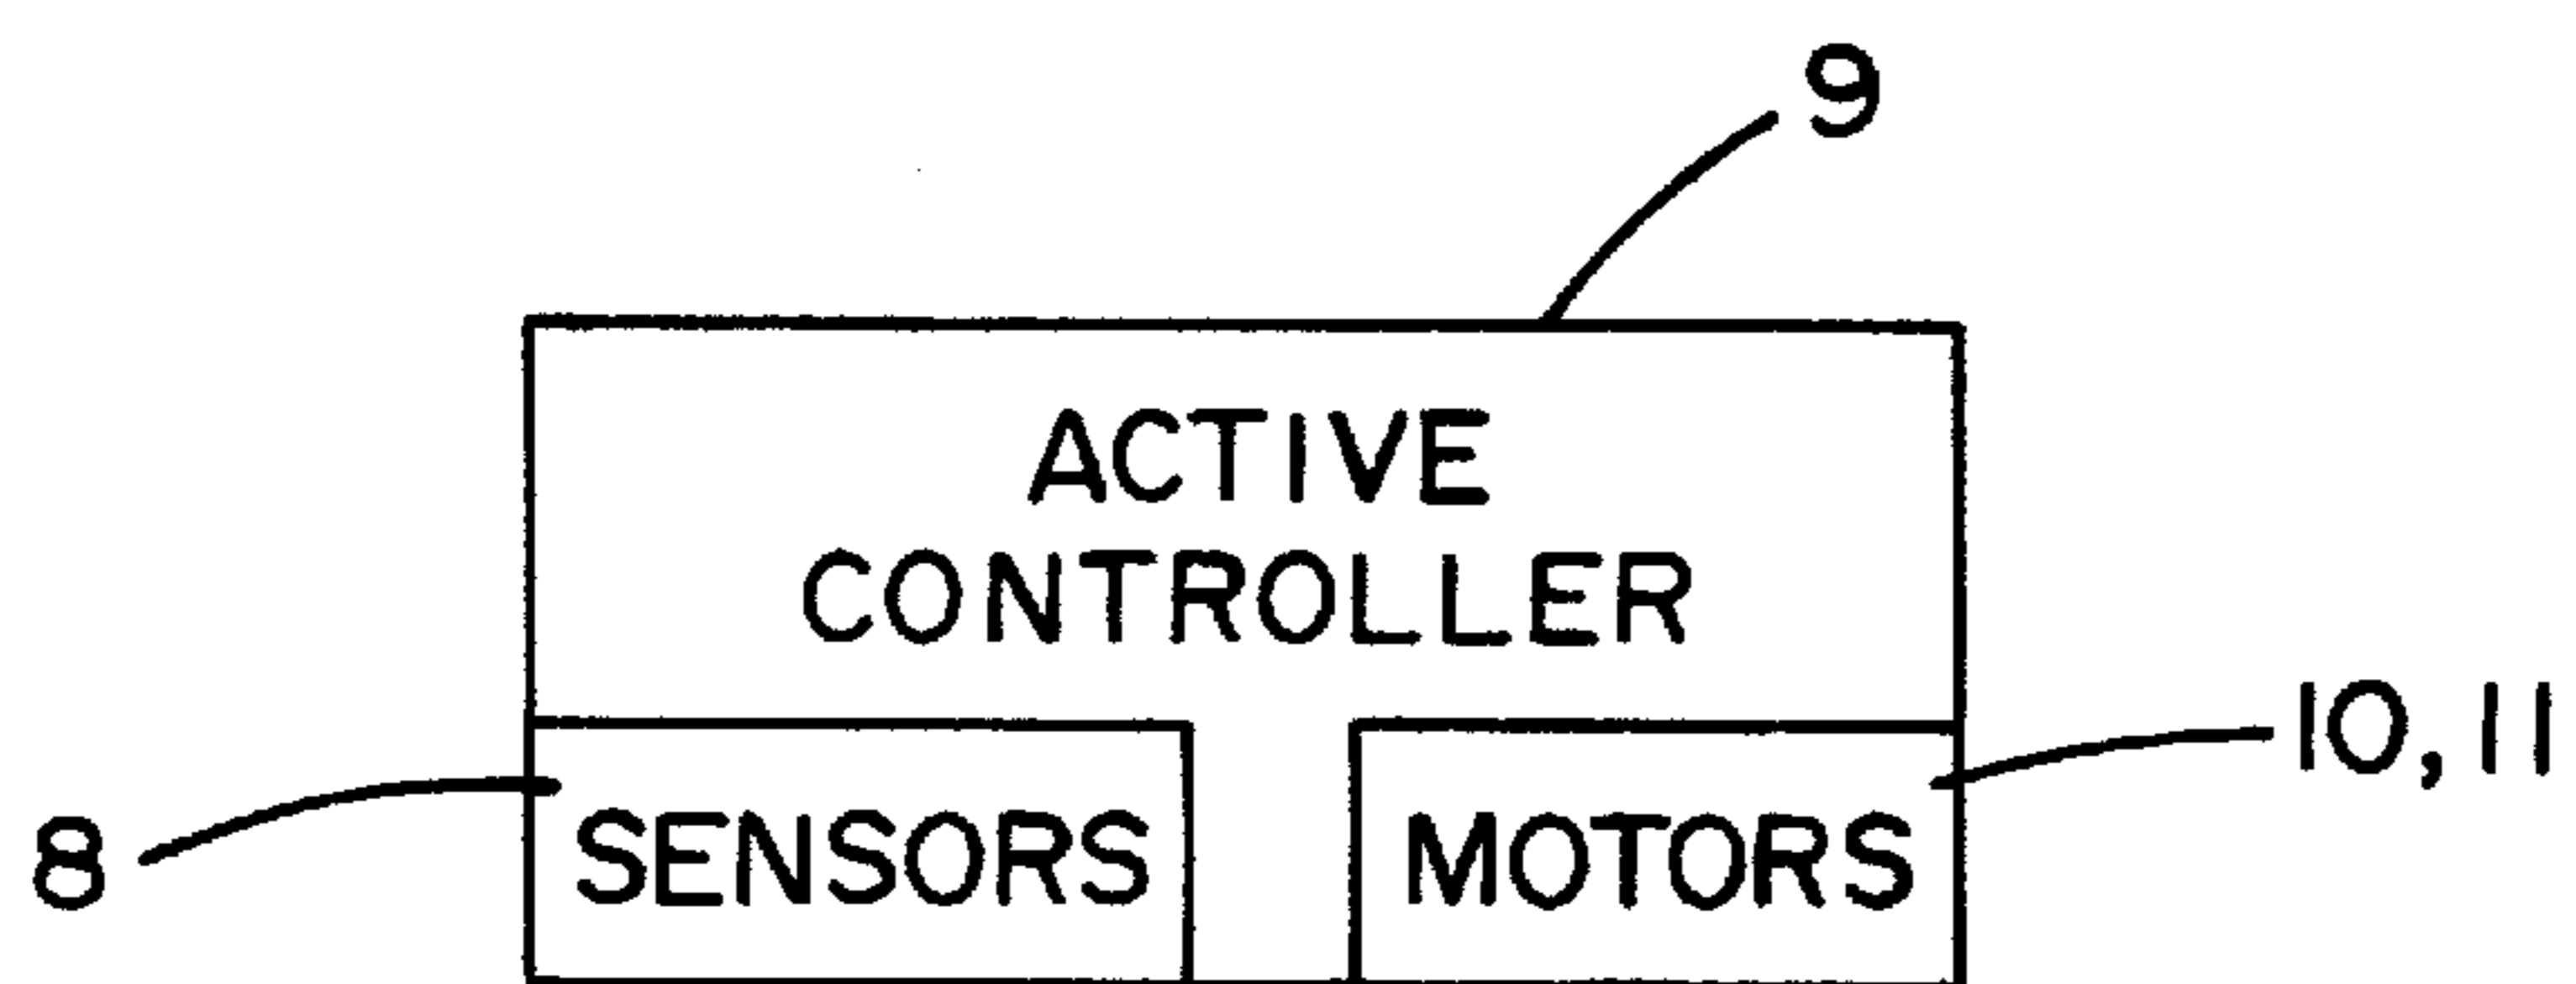 9
ACTIVE
CONTROLLER
10, 11
8
SENSORS
MOTORS